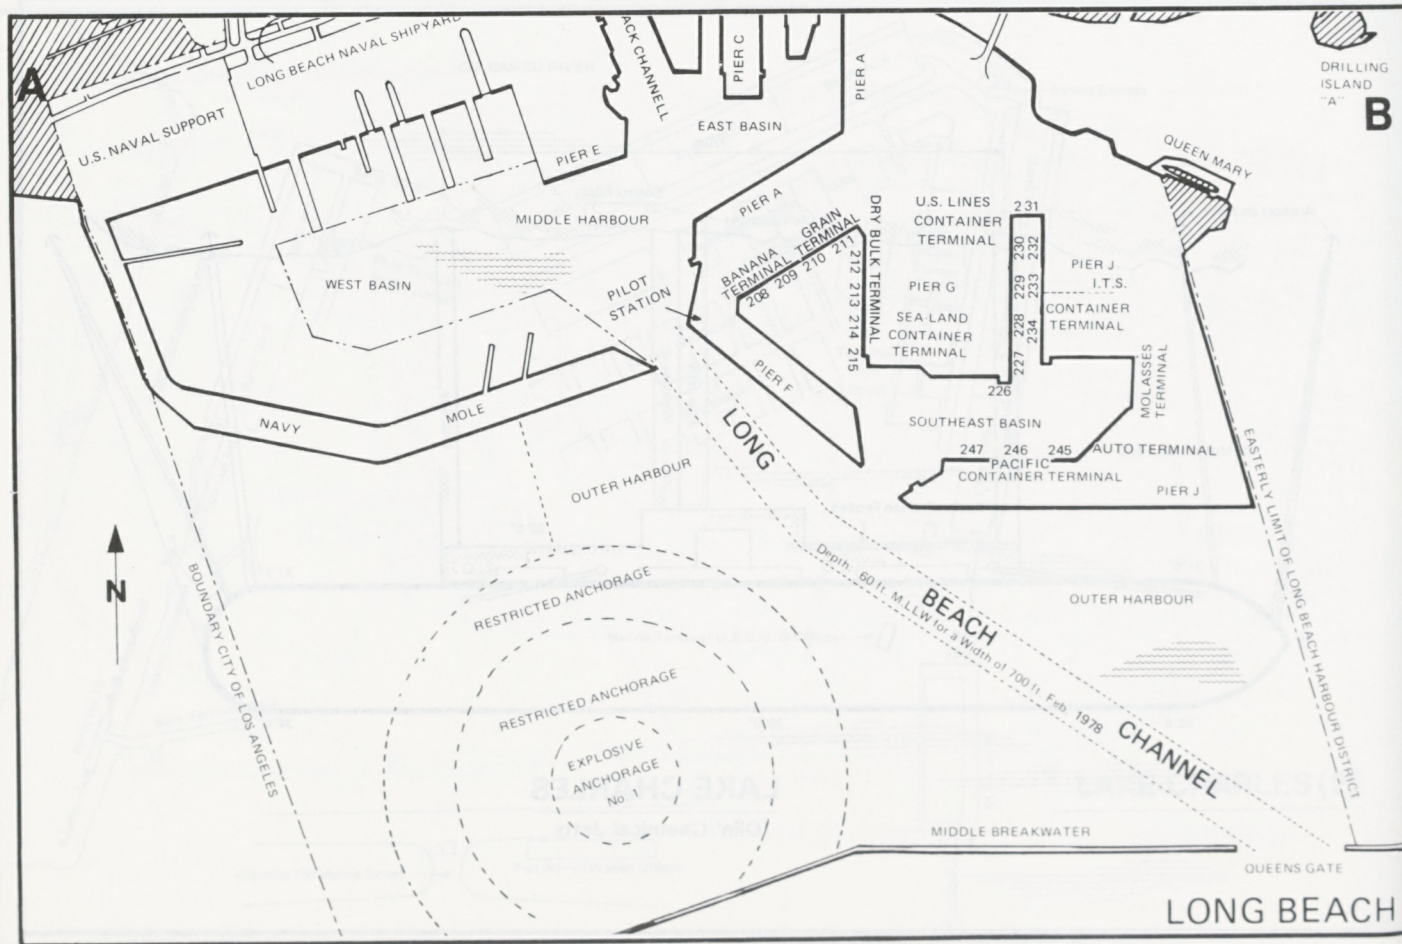 A
U.S. NAVAL SUPPORT
LONG BEACH NAVAL SHIPYARD
ACK CHANNELL
PIER C
PIER A
EAST BASIN
PIER E
DRILLING
ISLAND
"A"
B
QUEEN MARY
MIDDLE HARBOUR
WEST BASIN
PILOT
STATION
PIER A
BANANA
TERMINAL
GRAIN
TERMINAL
208 209 210 211
DRY BULK TERMINAL
212 213 214 215
U.S. LINES
CONTAINER
TERMINAL
PIER G
SEA-LAND
CONTAINER
TERMINAL
231
230 232
229 233
228 234
227
226
PIER J
I.T.S.
CONTAINER
TERMINAL
MOLASSES
TERMINAL
PIER F
SOUTHEAST BASIN
247 246 245
AUTO TERMINAL
PACIFIC
CONTAINER TERMINAL
PIER J
NAVY MOLE
OUTER HARBOUR
N
BOUNDARY CITY OF LOS ANGELES
RESTRICTED ANCHORAGE
RESTRICTED ANCHORAGE
EXPLOSIVE
ANCHORAGE
No. 1
LONG BEACH CHANNEL
Depth: 60 ft. M.LLW for a Width of 700 ft. Feb. 1978
OUTER HARBOUR
EASTERLY LIMIT OF LONG BEACH HARBOUR DISTRICT
MIDDLE BREAKWATER
QUEENS GATE
LONG BEACH